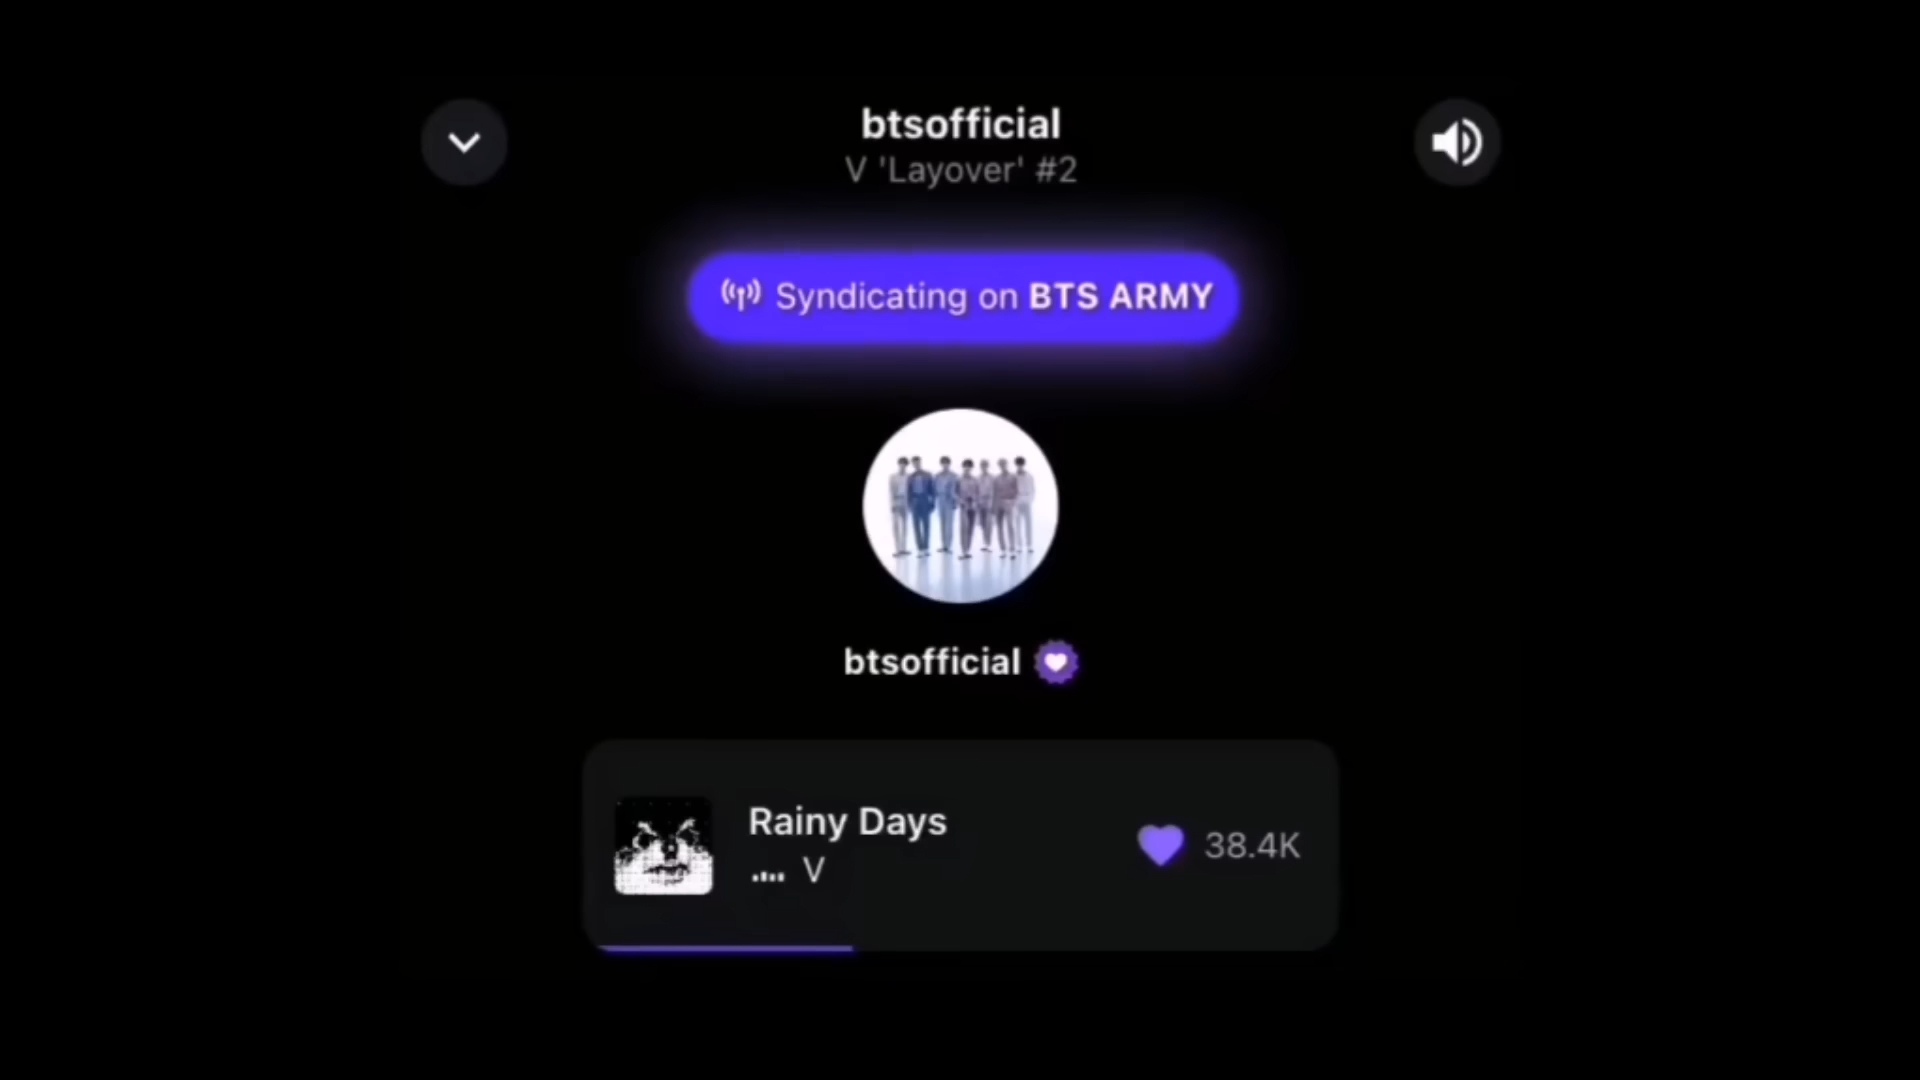 btsofficial
V 'Layover' #2
Syndicating on BTS ARMY
btsofficial
Rainy Days
V
38.4K